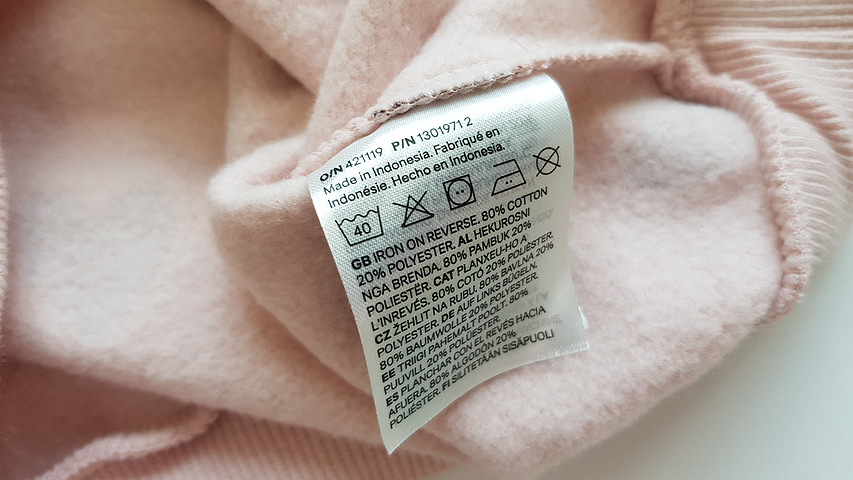 O/N 421119 P/N 1301971 2
Made in Indonesia. Fabriqué en
Indonésie. Hecho en Indonesia.
40
GB IRON ON REVERSE. 80% COTTON
20% POLYESTER. AL HEKUROSNI
NGA BRENDA. 80% PAMBUK 20%
POLIESTËR. CAT PLANXEU-HO A
L'INREVÉS. 80% COTÓ 20% POLIÈSTER.
CZ ŽEHLIT NA RUBU. 80% BAVLNA 20%
POLYESTER. DE AUF LINKS BÜGELN.
80% BAUMWOLLE 20% POLYESTER.
EE TRIIGI PAHEMALT POOLT. 80%
PUUVILL 20% POLÜESTER.
ES PLANCHAR CON EL REVÉS HACIA
AFUERA. 80% ALGODÓN 20%
POLIÉSTER. FI SILITETÄÄN SISÄPUOLI